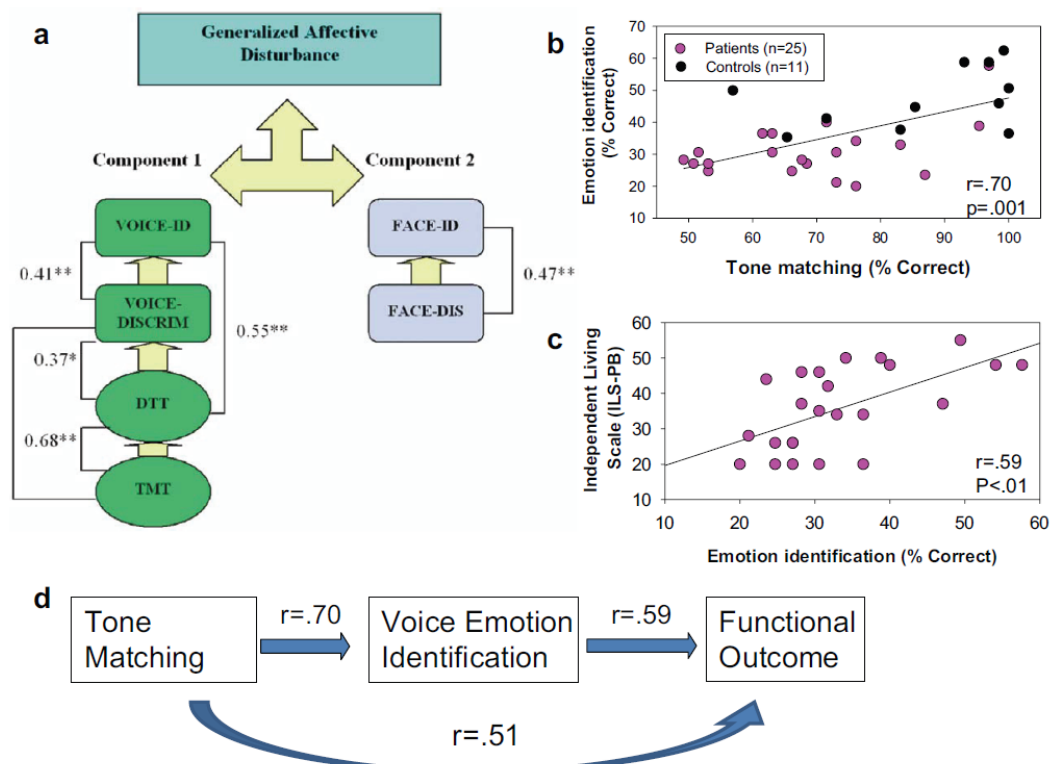 a
Generalized Affective
Disturbance
Component 1
Component 2
VOICE-ID
FACE-ID
0.41**
0.47**
VOICE-
DISCRIM
FACE-DIS
0.55**
0.37*
DTT
0.68**
TMT
b
Patients (n=25)
Controls (n=11)
Emotion identification
(% Correct)
70
60
50
40
30
20
10
r=.70
p=.001
50 60 70 80 90 100
Tone matching (% Correct)
c
Independent Living
Scale (ILS-PB)
60
50
40
30
20
10
r=.59
P<.01
10 20 30 40 50 60
Emotion identification (% Correct)
d
Tone
Matching
r=.70
Voice Emotion
Identification
r=.59
Functional
Outcome
r=.51